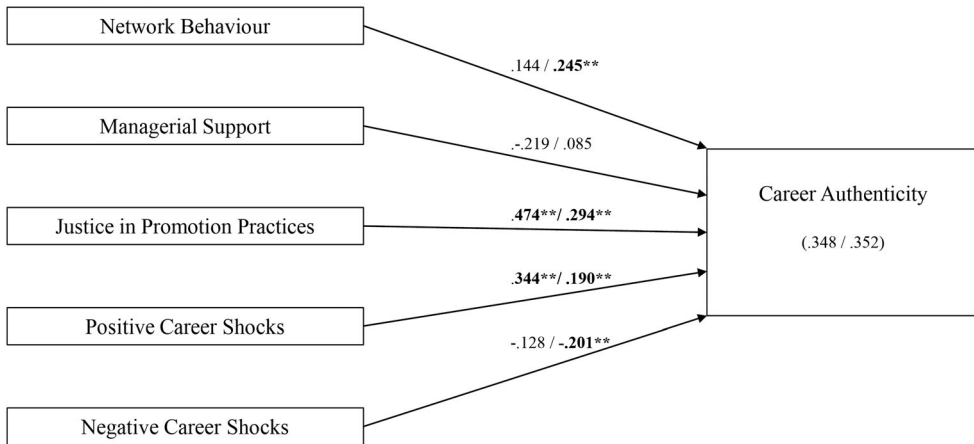 Network Behaviour
.144 / .245**
Managerial Support
.-.219 / .085
Career Authenticity
Justice in Promotion Practices
.474**/ .294**
(.348 / .352)
.344**/ .190**
Positive Career Shocks
-.128 / -.201**
Negative Career Shocks